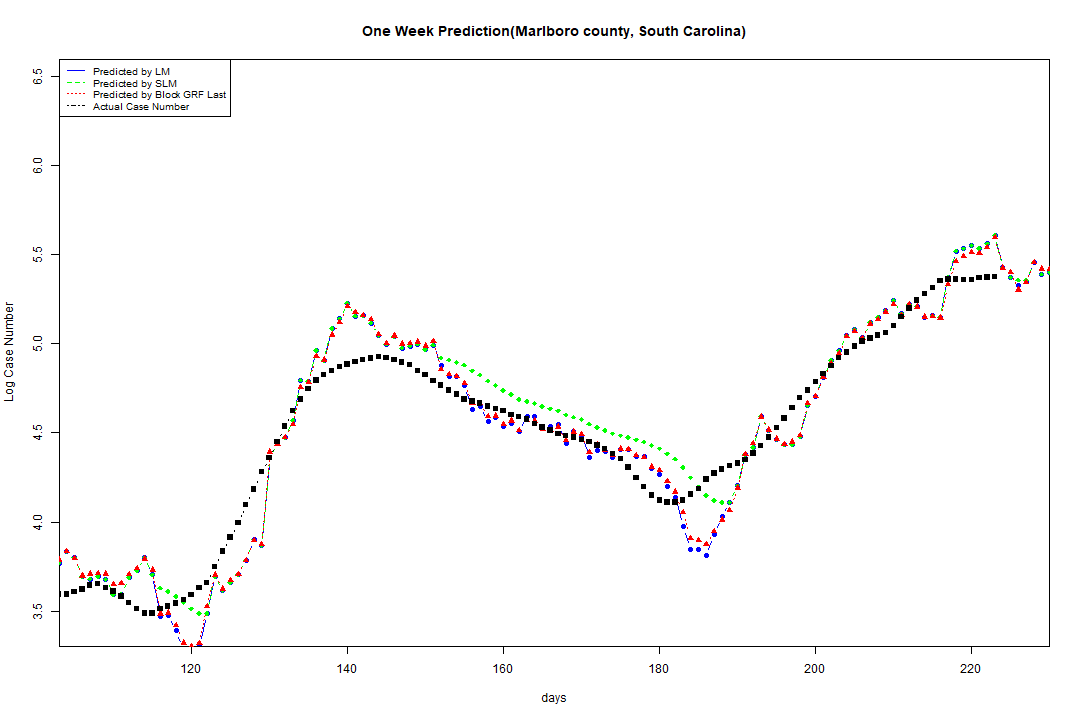 One Week Prediction(Marlboro county, South Carolina)
Predicted by LM
Predicted by SLM
Predicted by Block GRF Last
Actual Case Number
6.5
6.0
5.5
5.0
4.5
4.0
3.5
Log Case Number
120 140 160 180 200 220
days